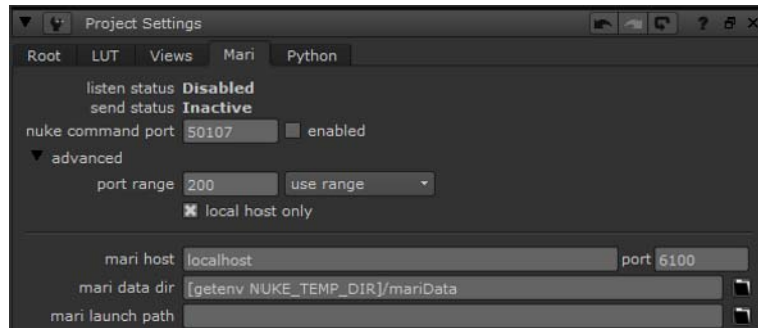 Project Settings ?
Root LUT Views Mari Python
listen status Disabled
send status Inactive
nuke command port 50107 enabled
advanced
port range 200 use range
local host only
mari host localhost port 6100
mari data dir [getenv NUKE_TEMP_DIR]/mariData
mari launch path